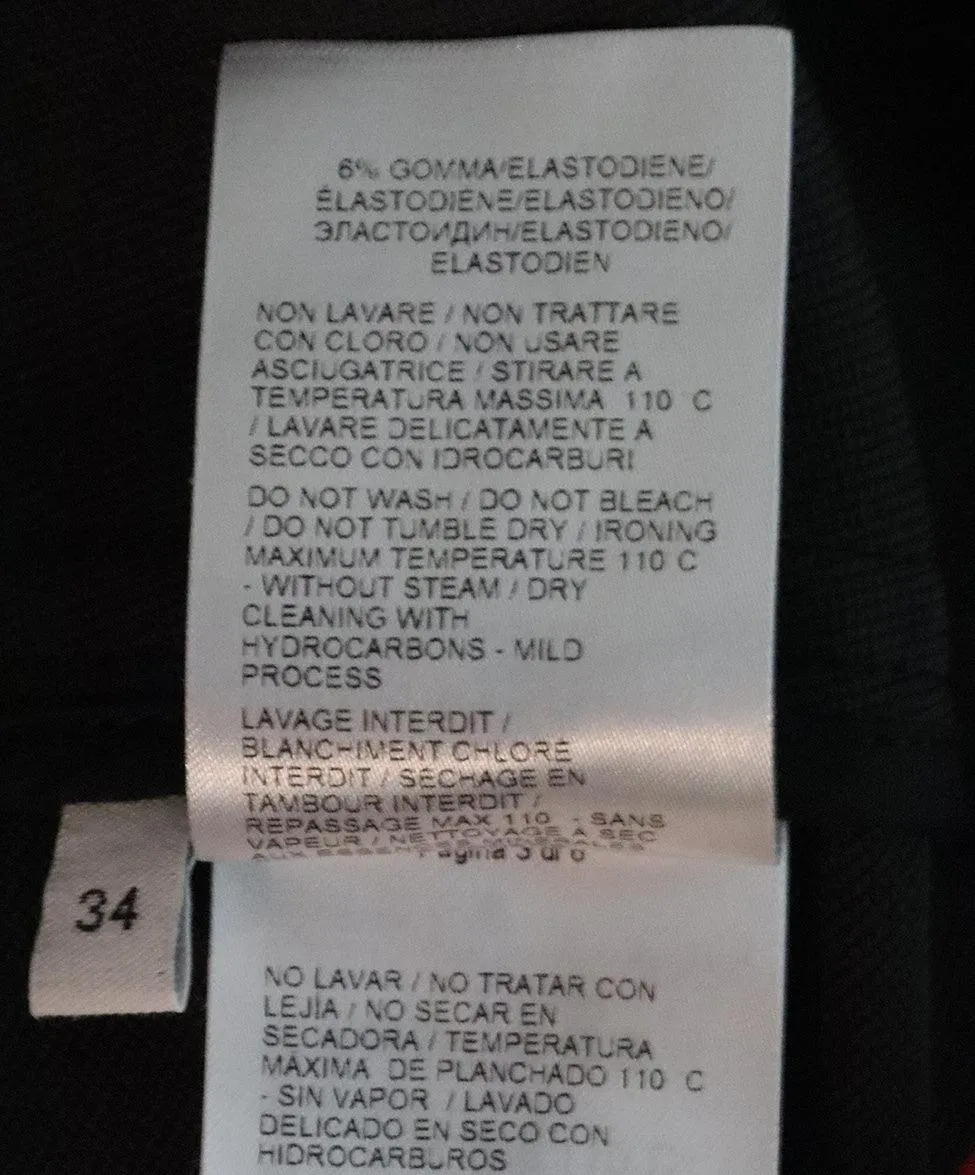 6% GOMMA/ELASTODIENE/
ÉLASTODIÈNE/ELASTODIENO/
ЭЛАСТОИДИН/ELASTODIENO/
ELASTODIEN
NON LAVARE / NON TRATTARE
CON CLORO / NON USARE
ASCIUGATRICE / STIRARE A
TEMPERATURA MASSIMA 110 C
/ LAVARE DELICATAMENTE A
SECCO CON IDROCARBURI
DO NOT WASH / DO NOT BLEACH
/ DO NOT TUMBLE DRY / IRONING
MAXIMUM TEMPERATURE 110 C
- WITHOUT STEAM / DRY
CLEANING WITH
HYDROCARBONS - MILD
PROCESS
LAVAGE INTERDIT /
BLANCHIMENT CHLORÉ
INTERDIT / SÉCHAGE EN
TAMBOUR INTERDIT /
REPASSAGE MAX 110 - SANS
VAPEUR / NETTOYAGE A SEC
34
NO LAVAR / NO TRATAR CON
LEJÍA / NO SECAR EN
SECADORA / TEMPERATURA
MÁXIMA DE PLANCHADO 110 C
- SIN VAPOR / LAVADO
DELICADO EN SECO CON
HIDROCARBUROS